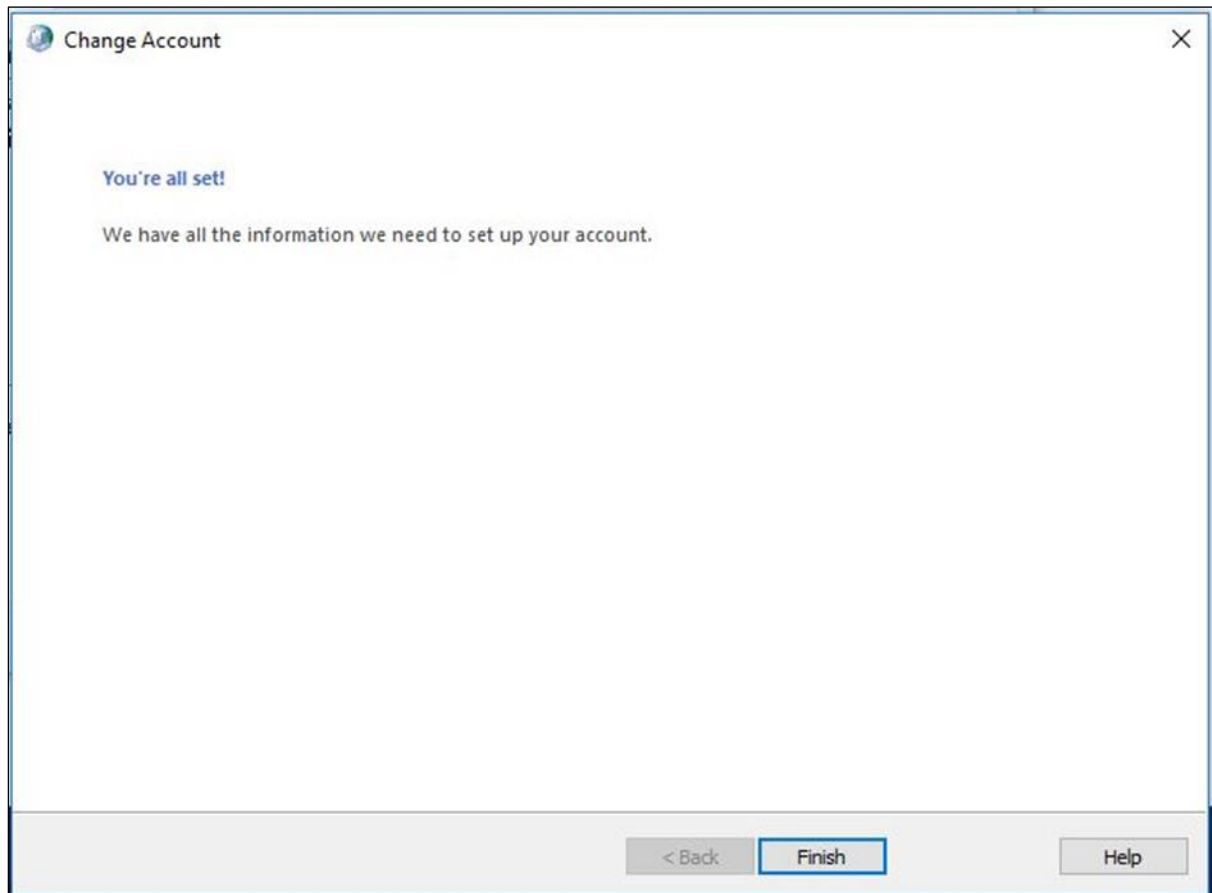 Change Account
You're all set!
We have all the information we need to set up your account.
< Back
Finish
Help